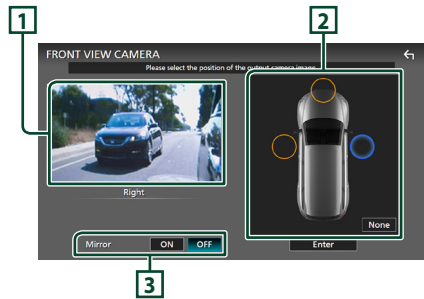 1
2
FRONT VIEW CAMERA
Please select the position of the output camera image.
Right
None
Mirror ON OFF
Enter
3